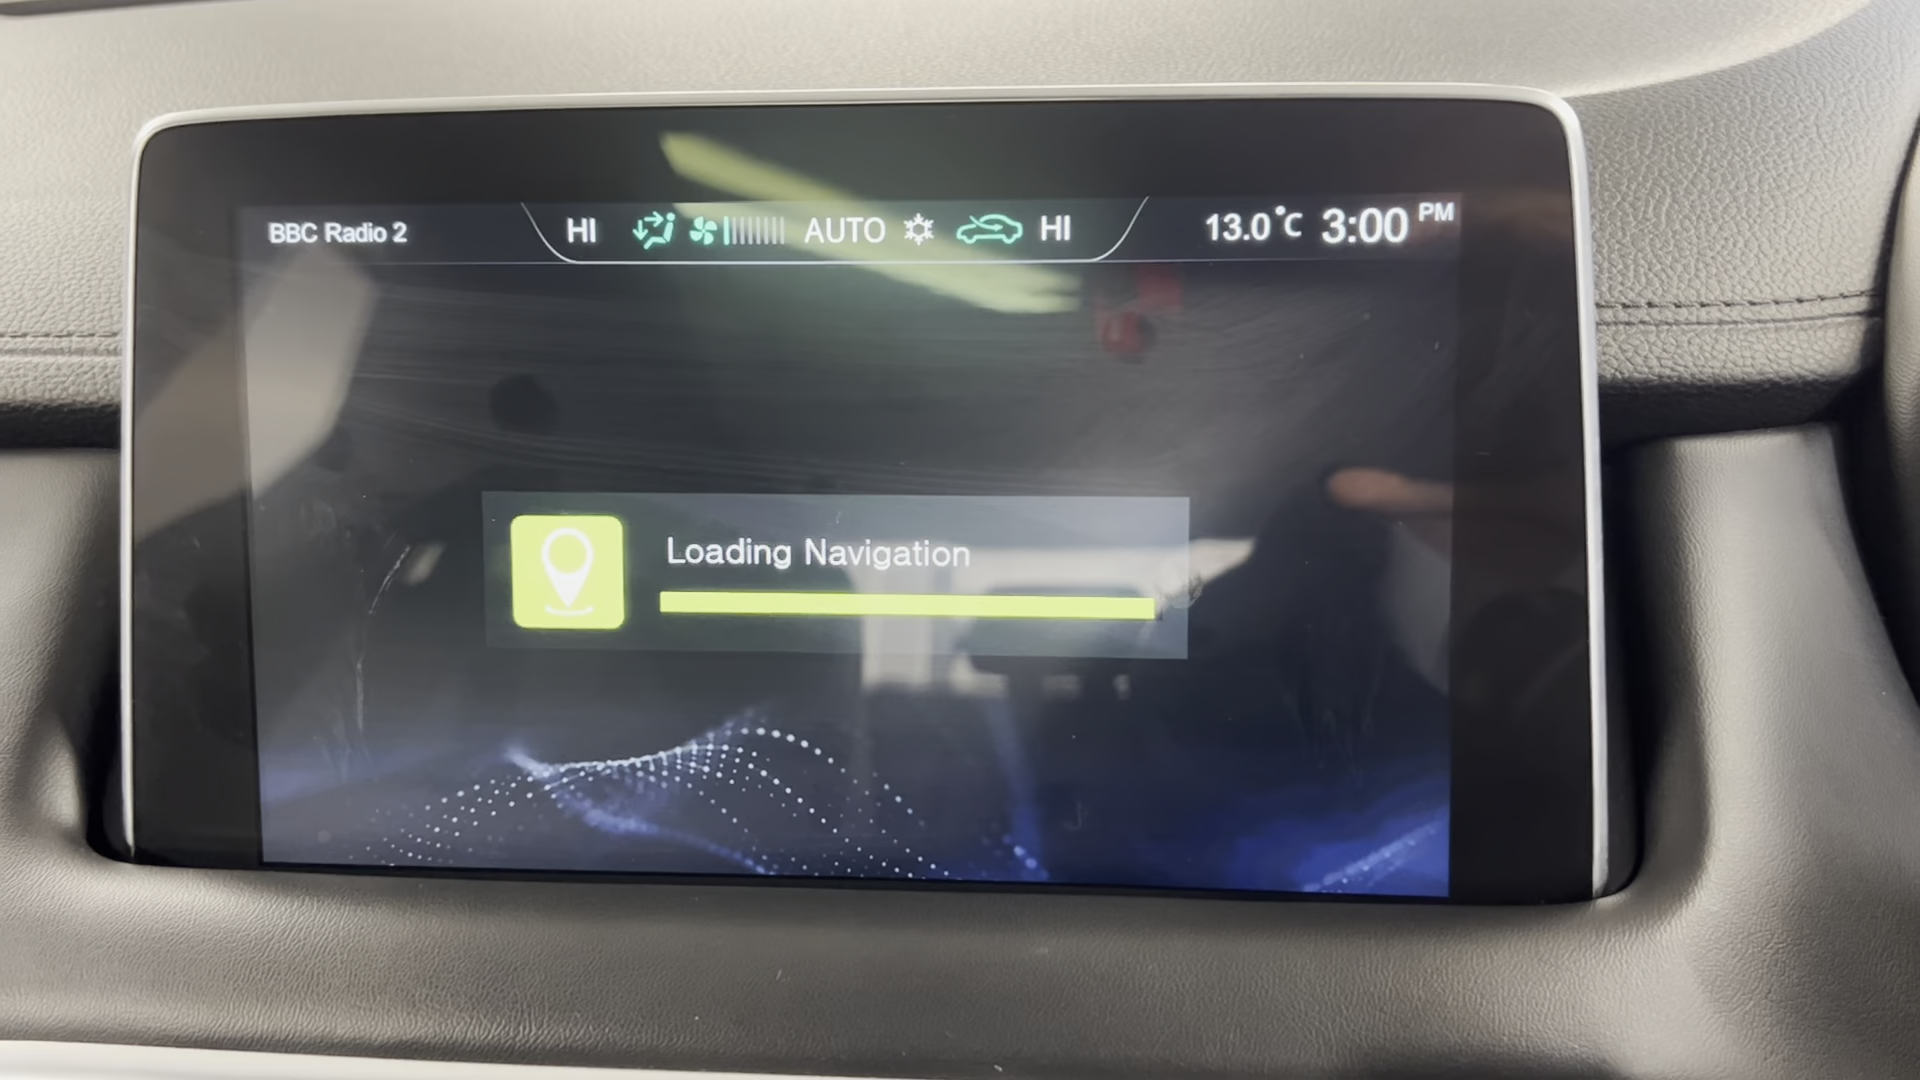 BBC Radio 2
HI AUTO HI
13.0°C 3:00 PM
Loading Navigation